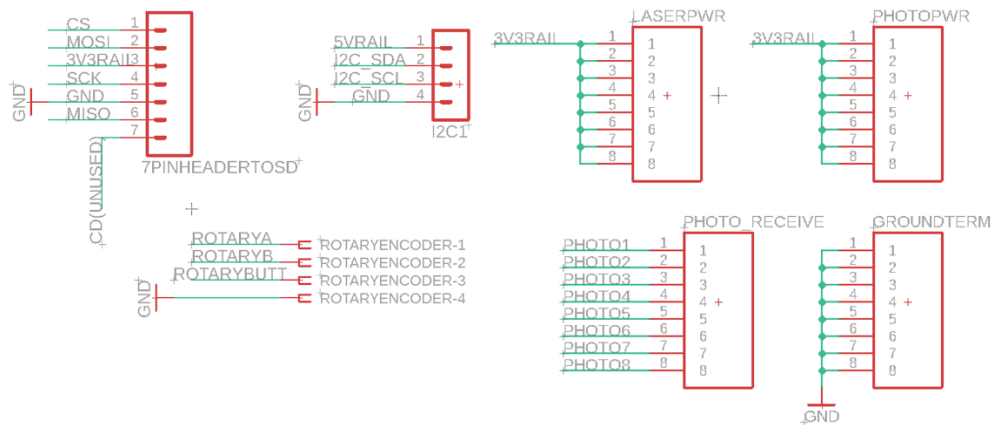 CS 1
MOSI 2
3V3RAIL 3
SCK 4
GND GND 5
MISO 6
7
CD(UNUSED)
7PINHEADERTOSD
5VRAIL 1
I2C_SDA 2
I2C_SCL 3
GND GND 4
I2C1
LASERPWR
3V3RAIL 1 1
2 2
3 3
4 4
5 5
6 6
7 7
8 8
PHOTOPWR
3V3RAIL 1 1
2 2
3 3
4 4
5 5
6 6
7 7
8 8
ROTARYA ROTARYENCODER-1
ROTARYB ROTARYENCODER-2
ROTARYBUTT ROTARYENCODER-3
GND ROTARYENCODER-4
PHOTO_RECEIVE
PHOTO1 1 1
PHOTO2 2 2
PHOTO3 3 3
PHOTO4 4 4
PHOTO5 5 5
PHOTO6 6 6
PHOTO7 7 7
PHOTO8 8 8
GROUNDTERM
1 1
2 2
3 3
4 4
5 5
6 6
7 7
8 8
GND